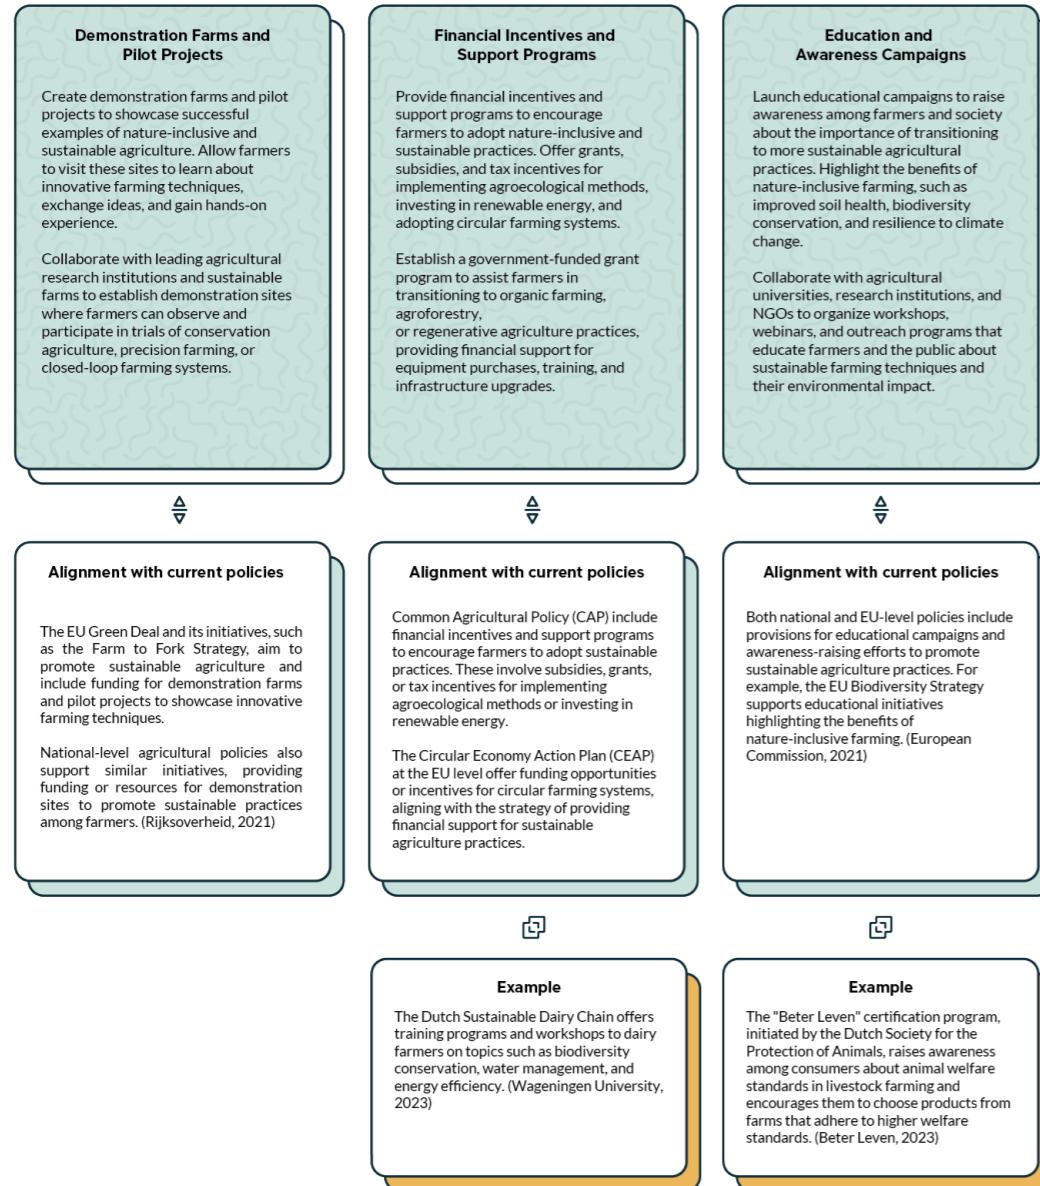 Demonstration Farms and
Pilot Projects
Create demonstration farms and pilot
projects to showcase successful
examples of nature-inclusive and
sustainable agriculture. Allow farmers
to visit these sites to learn about
innovative farming techniques,
exchange ideas, and gain hands-on
experience.
Collaborate with leading agricultural
research institutions and sustainable
farms to establish demonstration sites
where farmers can observe and
participate in trials of conservation
agriculture, precision farming, or
closed-loop farming systems.
Financial Incentives and
Support Programs
Provide financial incentives and
support programs to encourage
farmers to adopt nature-inclusive and
sustainable practices. Offer grants,
subsidies, and tax incentives for
implementing agroecological methods,
investing in renewable energy, and
adopting circular farming systems.
Establish a government-funded grant
program to assist farmers in
transitioning to organic farming,
agroforestry,
or regenerative agriculture practices,
providing financial support for
equipment purchases, training, and
infrastructure upgrades.
Education and
Awareness Campaigns
Launch educational campaigns to raise
awareness among farmers and society
about the importance of transitioning
to more sustainable agricultural
practices. Highlight the benefits of
nature-inclusive farming, such as
improved soil health, biodiversity
conservation, and resilience to climate
change.
Collaborate with agricultural
universities, research institutions, and
NGOs to organize workshops,
webinars, and outreach programs that
educate farmers and the public about
sustainable farming techniques and
their environmental impact.
Alignment with current policies
The EU Green Deal and its initiatives, such
as the Farm to Fork Strategy, aim to
promote sustainable agriculture and
include funding for demonstration farms
and pilot projects to showcase innovative
farming techniques.
National-level agricultural policies also
support similar initiatives, providing
funding or resources for demonstration
sites to promote sustainable practices
among farmers. (Rijksoverheid, 2021)
Alignment with current policies
Common Agricultural Policy (CAP) include
financial incentives and support programs
to encourage farmers to adopt sustainable
practices. These involve subsidies, grants,
or tax incentives for implementing
agroecological methods or investing in
renewable energy.
The Circular Economy Action Plan (CEAP)
at the EU level offer funding opportunities
or incentives for circular farming systems,
aligning with the strategy of providing
financial support for sustainable
agriculture practices.
Alignment with current policies
Both national and EU-level policies include
provisions for educational campaigns and
awareness-raising efforts to promote
sustainable agriculture practices. For
example, the EU Biodiversity Strategy
supports educational initiatives
highlighting the benefits of
nature-inclusive farming. (European
Commission, 2021)
Example
The Dutch Sustainable Dairy Chain offers
training programs and workshops to dairy
farmers on topics such as biodiversity
conservation, water management, and
energy efficiency. (Wageningen University,
2023)
Example
The "Beter Leven" certification program,
initiated by the Dutch Society for the
Protection of Animals, raises awareness
among consumers about animal welfare
standards in livestock farming and
encourages them to choose products from
farms that adhere to higher welfare
standards. (Beter Leven, 2023)